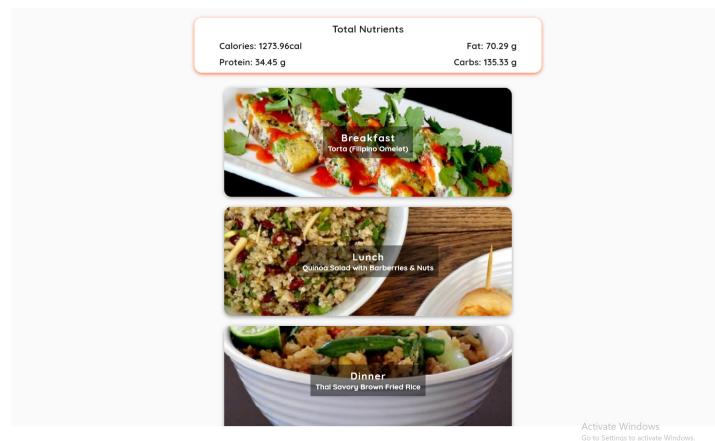 Total Nutrients
Calories: 1273.96cal
Fat: 70.29 g
Protein: 34.45 g
Carbs: 135.33 g
Breakfast
Torta (Filipino Omelet)
Lunch
Quinoa Salad with Barberries & Nuts
Dinner
Thai Savory Brown Fried Rice
Activate Windows
Go to Settings to activate Windows.